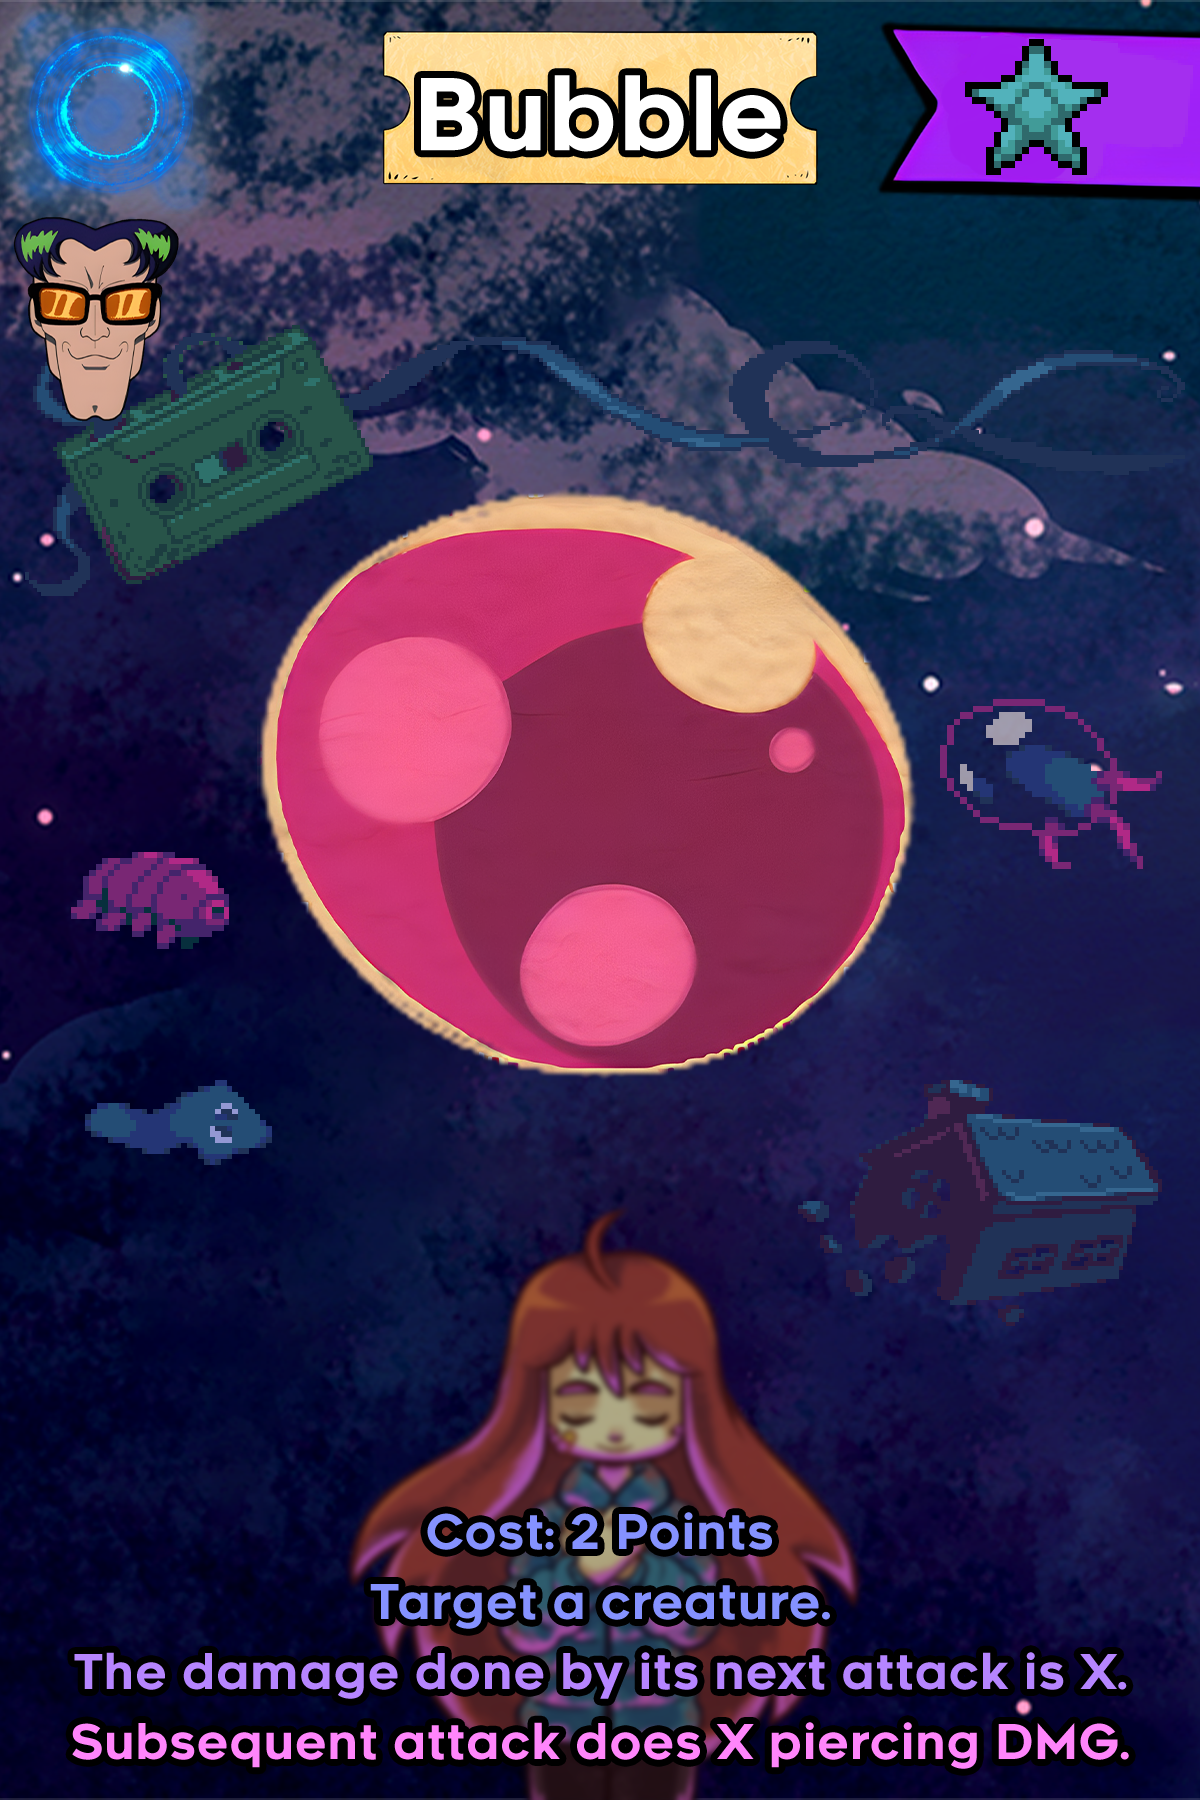 Bubble
Cost: 2 Points
Target a creature.
The damage done by its next attack is X.
Subsequent attack does X piercing DMG.